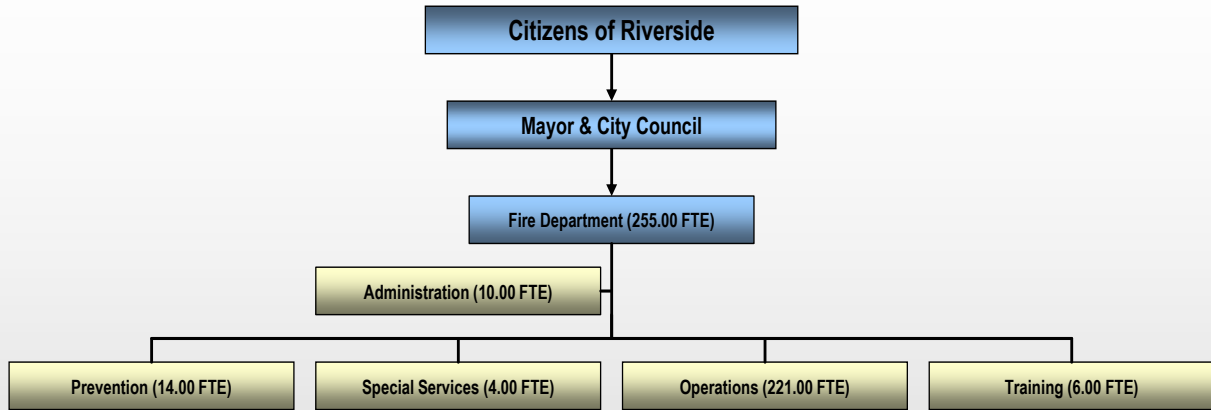 Citizens of Riverside
Mayor & City Council
Fire Department (255.00 FTE)
Administration (10.00 FTE)
Prevention (14.00 FTE)
Special Services (4.00 FTE)
Operations (221.00 FTE)
Training (6.00 FTE)